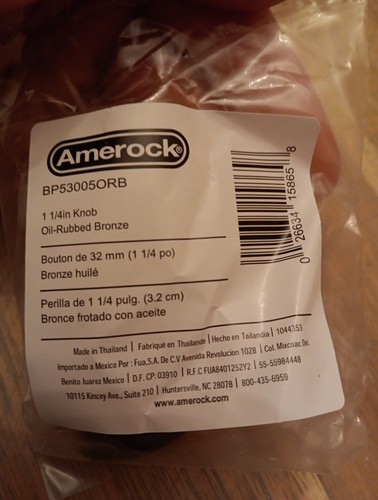 Amerock®
BP53005ORB
1 1/4in Knob
Oil-Rubbed Bronze
Bouton de 32 mm (1 1/4 po)
Bronze huilé
Perilla de 1 1/4 pulg. (3.2 cm)
Bronce frotado con aceite
0 26634 15865 8
Made in Thailand | Fabriqué en Thailande | Hecho en Tailandia | 1044353
Importado a Mexico Por : Fua,S.A. De C.V Avenida Revolucion 1028 | Col. Mixcoac Del.
Benito Juarez Mexico | D.F. CP: 03910 | R.F.C FUA8401252Y2 | 55-55984448
10115 Kincey Ave., Suite 210 | Huntersville, NC 28078 | 800-435-6959
www.amerock.com